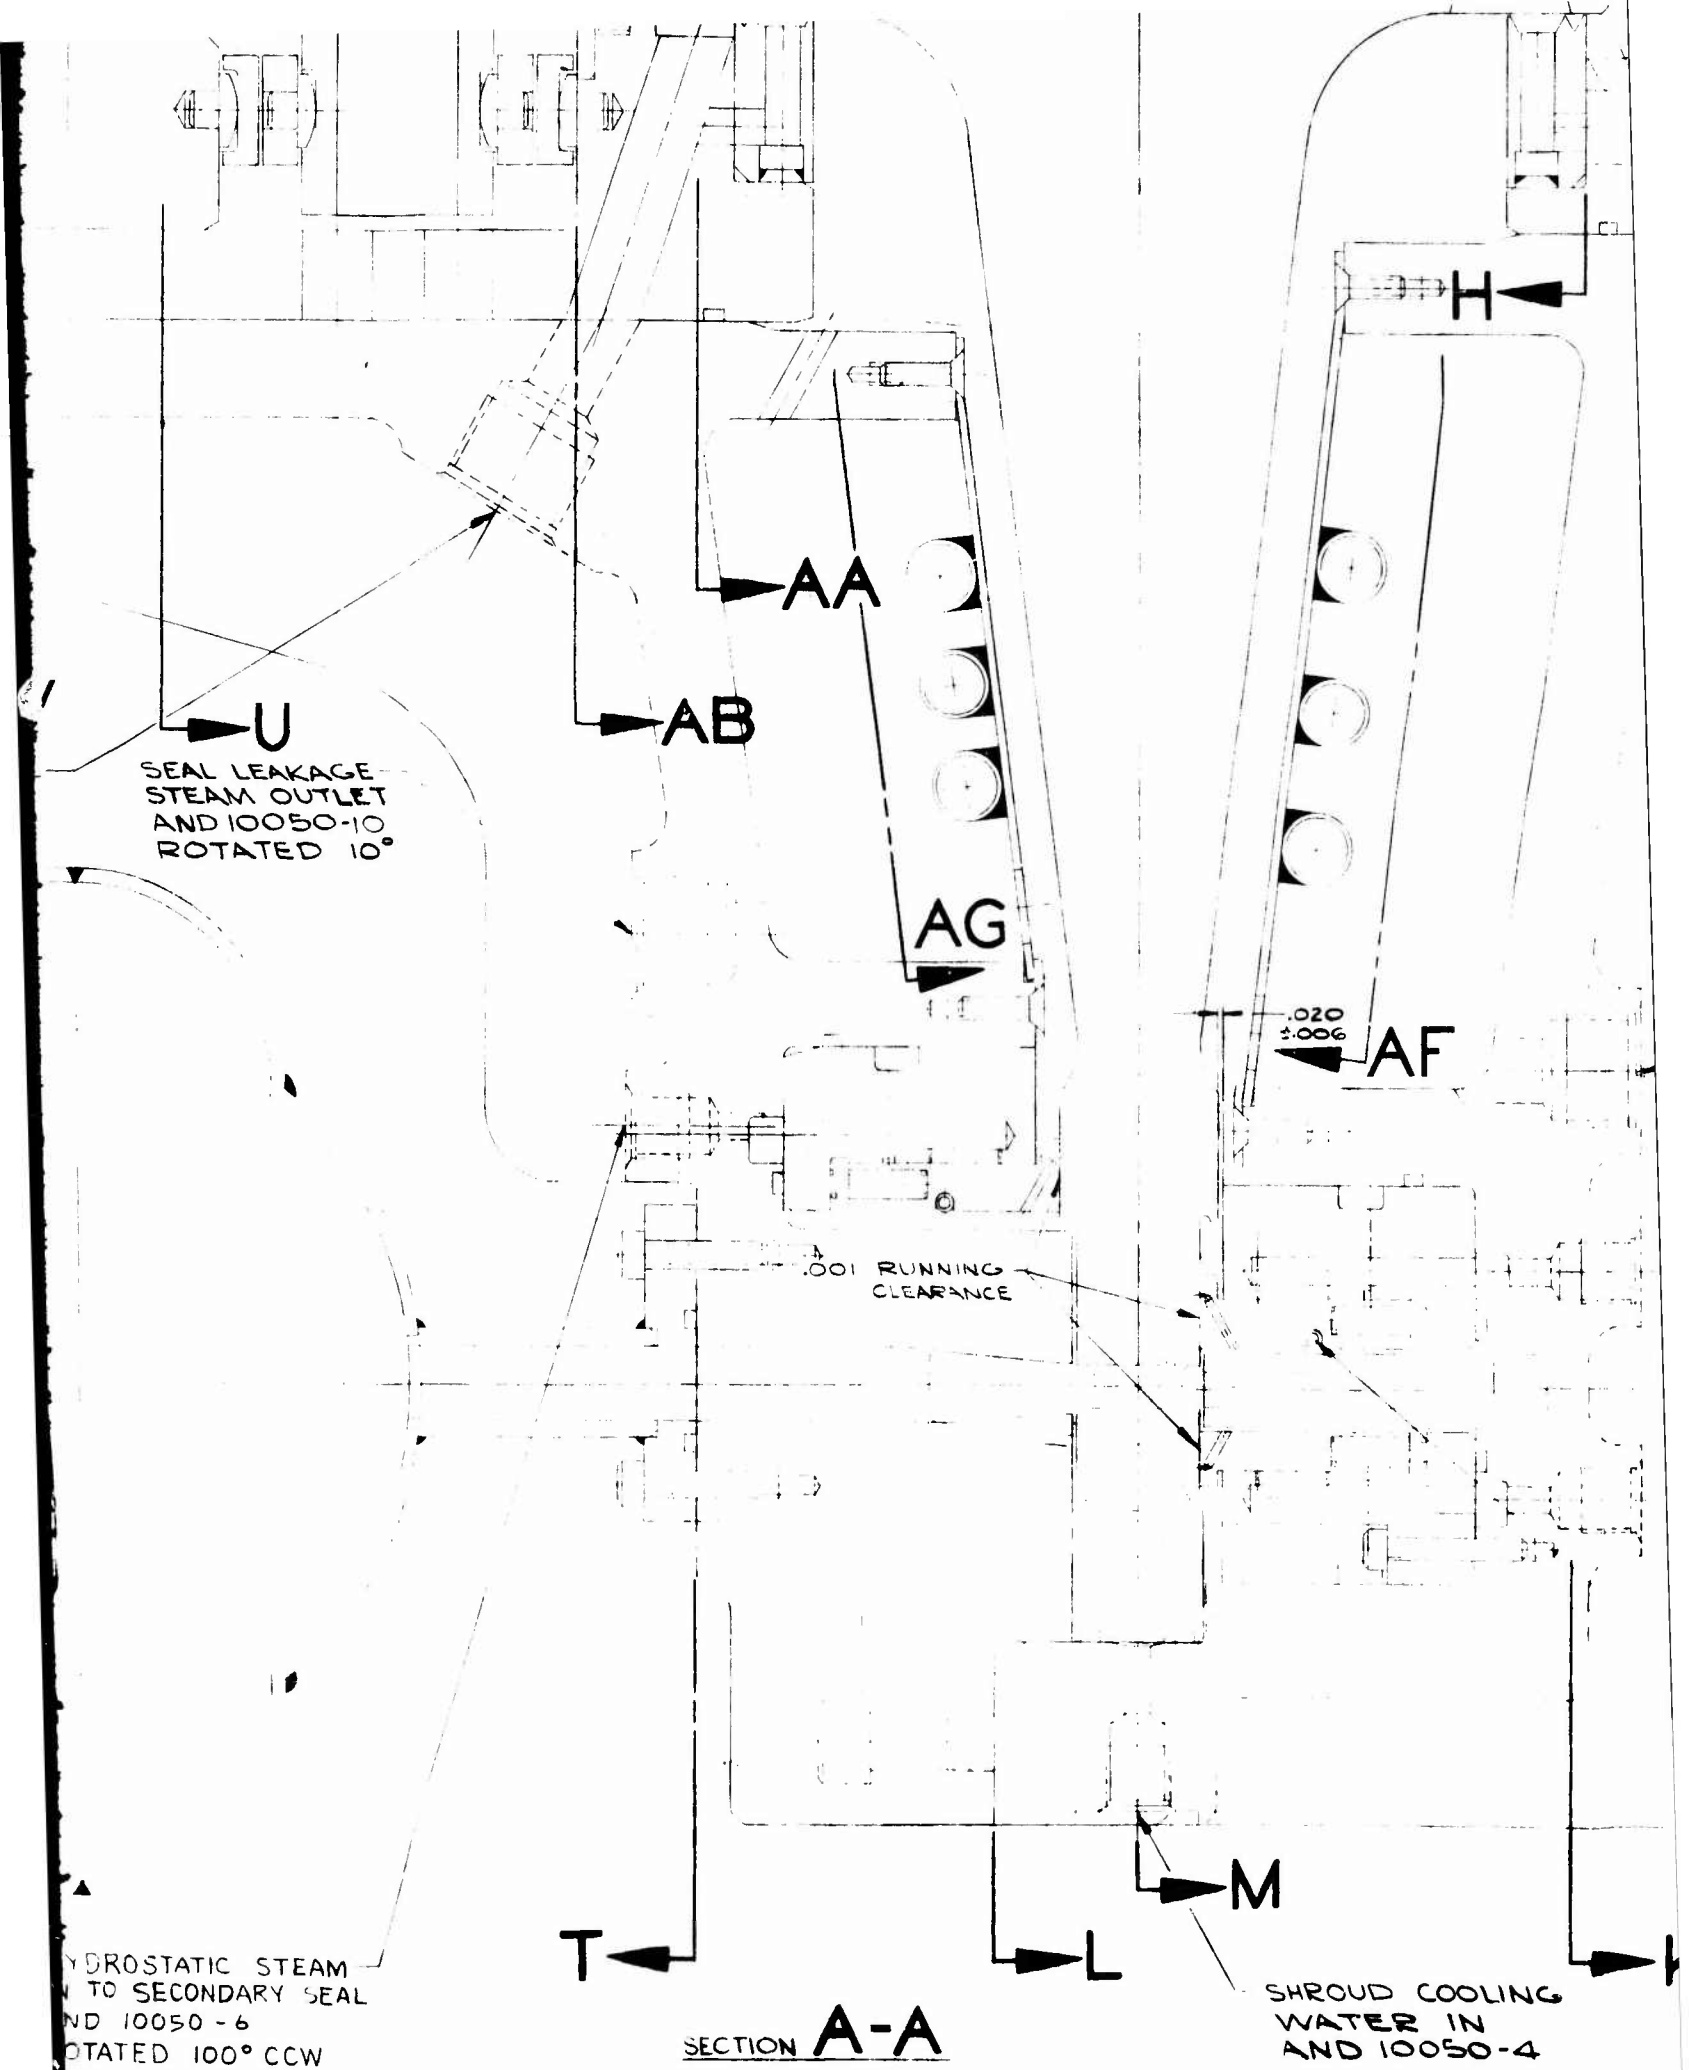 H
AA
U
AB
SEAL LEAKAGE
STEAM OUTLET
AND 10050-10
ROTATED 10°
AG
.020
±.006
AF
.001 RUNNING
CLEARANCE
M
T
L
YDROSTATIC STEAM
TO SECONDARY SEAL
ND 10050-6
OTATED 100° CCW
SHROUD COOLING
WATER IN
AND 10050-4
SECTION A-A